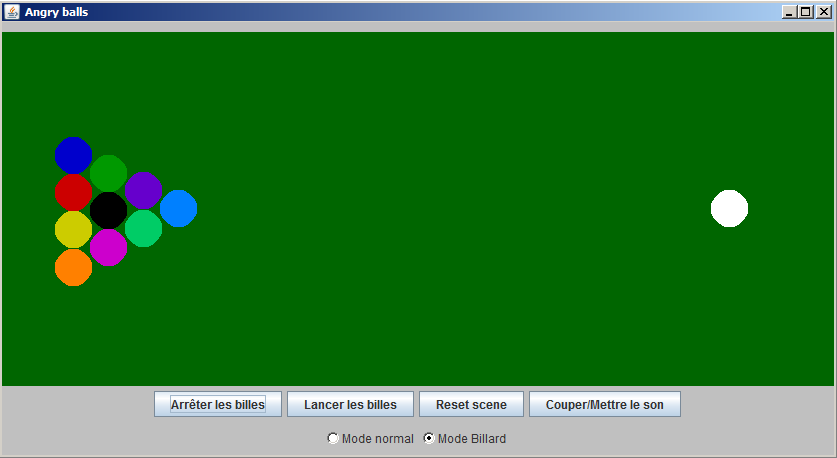 Angry balls
Arrêter les billes Lancer les billes Reset scene Couper/Mettre le son
Mode normal Mode Billard